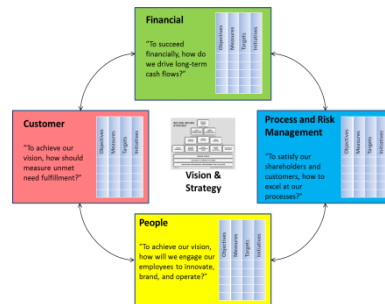 Financial
"To succeed
financially, how do
we drive long-term
cash flows?"
Objectives
Measures
Targets
Initiatives
Customer
"To achieve our
vision, how should
measure unmet
need fulfillment?"
Objectives
Measures
Targets
Initiatives
Vision &
Strategy
Process and Risk
Management
"To satisfy our
shareholders and
customers, how to
excel at our
processes?"
Objectives
Measures
Targets
Initiatives
People
"To achieve our vision,
how will we engage our
employees to innovate,
brand, and operate?"
Objectives
Measures
Targets
Initiatives